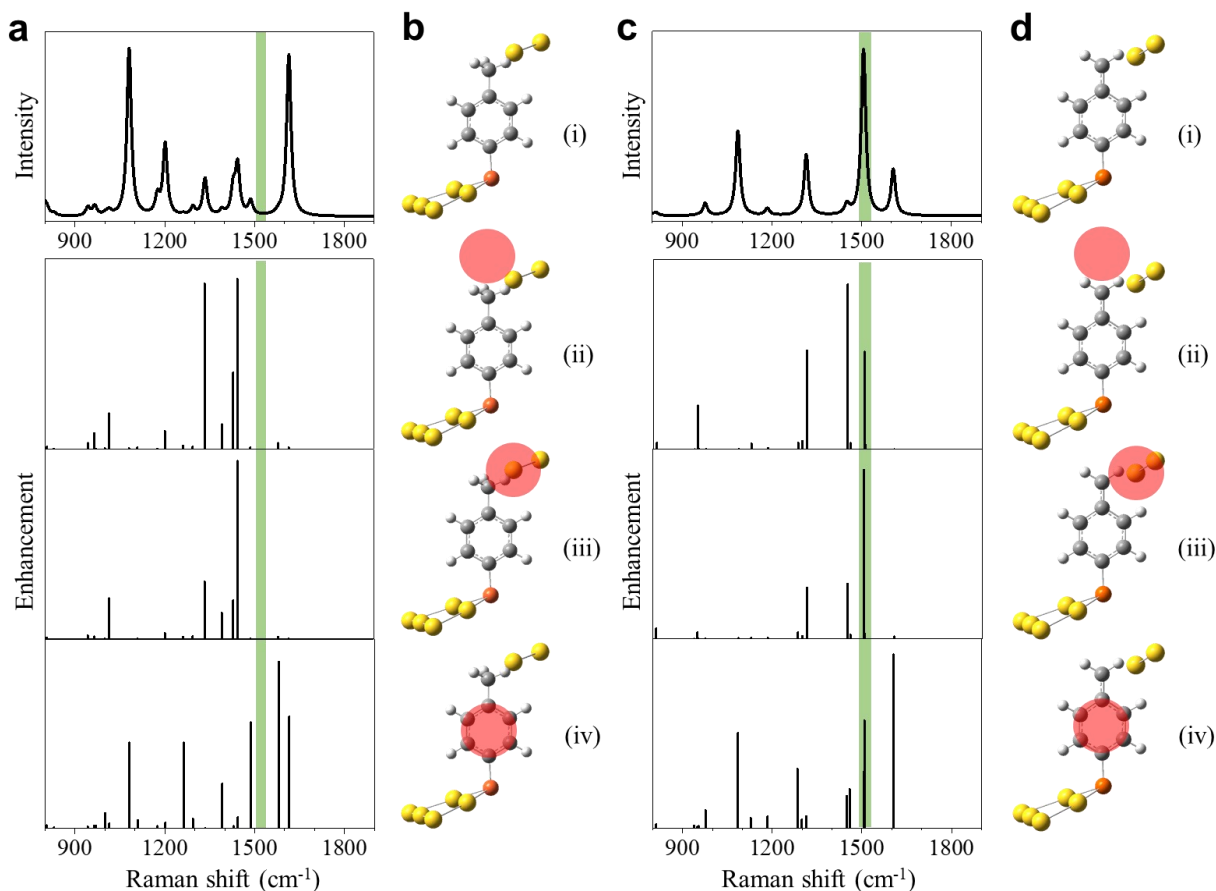 a b c d
Intensity
900 1200 1500 1800
(i)
Intensity
900 1200 1500 1800
(i)
(ii)
(ii)
Enhancement
(iii)
Enhancement
(iii)
(iv)
(iv)
900 1200 1500 1800
Raman shift (cm⁻¹)
900 1200 1500 1800
Raman shift (cm⁻¹)